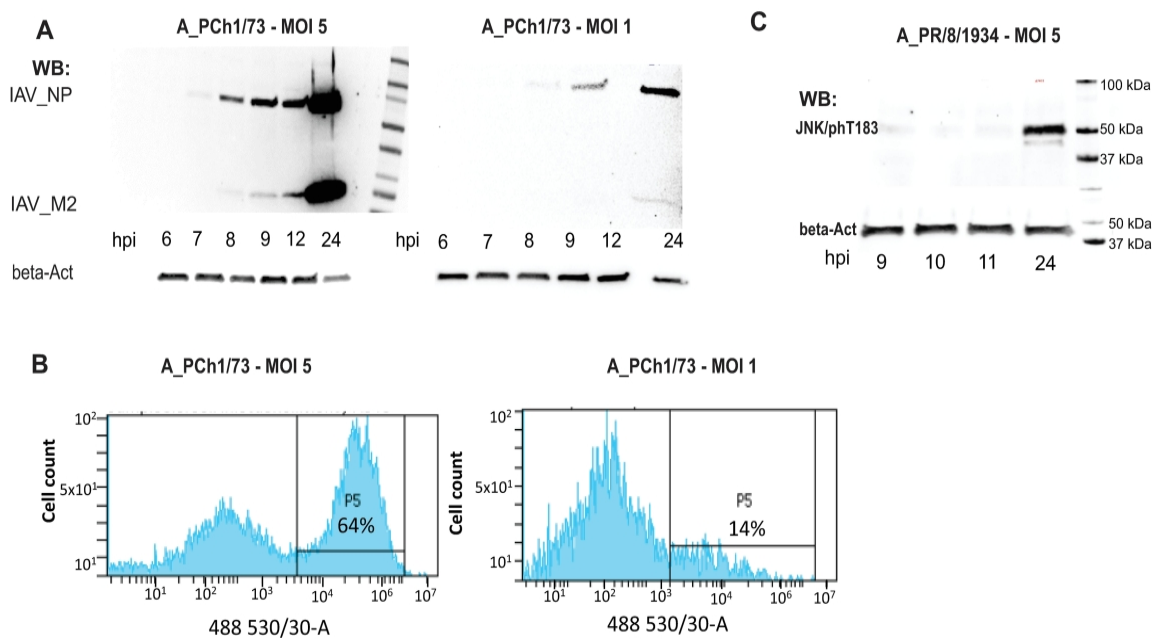 A
A_PCh1/73 - MOI 5
A_PCh1/73 - MOI 1
WB:
IAV_NP
IAV_M2
hpi 6 7 8 9 12 24
hpi 6 7 8 9 12 24
beta-Act
C
A_PR/8/1934 - MOI 5
WB:
JNK/phT183
100 kDa
50 kDa
37 kDa
beta-Act
50 kDa
37 kDa
hpi 9 10 11 24
B
A_PCh1/73 - MOI 5
Cell count
10²
5x10¹
10¹
P5
64%
10¹ 10² 10³ 10⁴ 10⁶ 10⁷
488 530/30-A
A_PCh1/73 - MOI 1
Cell count
10²
5x10¹
10¹
P5
14%
10¹ 10² 10³ 10⁴ 10⁶ 10⁷
488 530/30-A